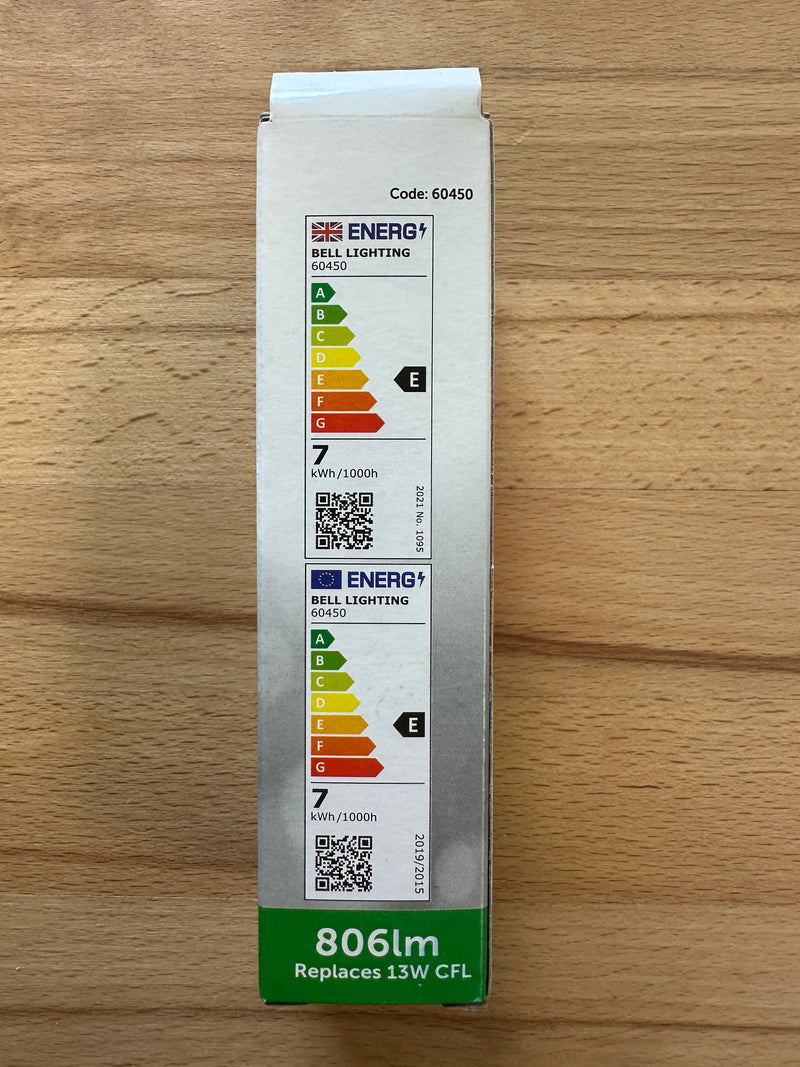 Code: 60450
ENERG
BELL LIGHTING
60450
A
B
C
D
E
E
F
G
7
kWh/1000h
2021 No. 1095
ENERG
BELL LIGHTING
60450
A
B
C
D
E
E
F
G
7
kWh/1000h
2019/2015
806lm
Replaces 13W CFL